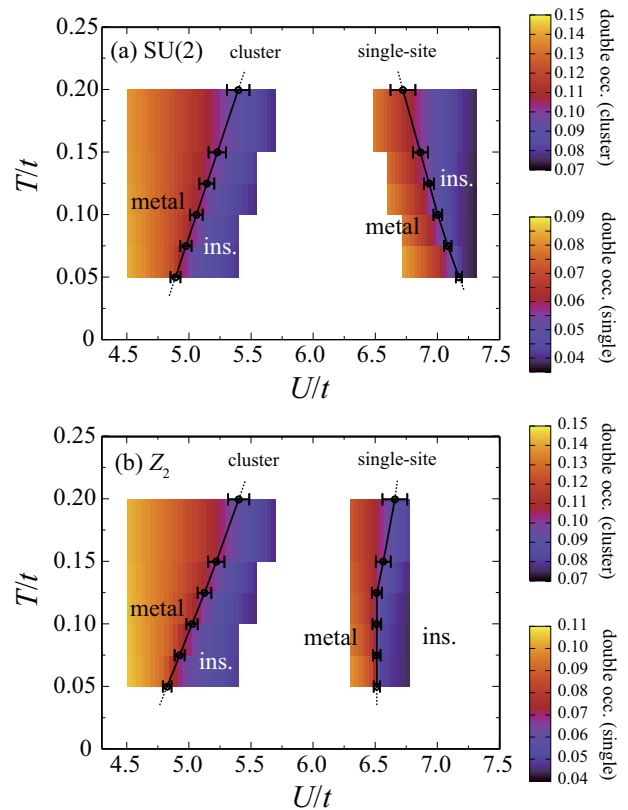 (a) SU(2)
cluster
single-site
metal
ins.
metal
ins.
T/t
0.25
0.20
0.15
0.10
0.05
0
4.5
5.0
5.5
6.0
6.5
7.0
7.5
U/t
0.15
0.14
0.13
0.12
0.11
0.10
0.09
0.08
0.07
double occ. (cluster)
0.09
0.08
0.07
0.06
0.05
0.04
double occ. (single)
(b) Z2
cluster
single-site
metal
ins.
metal
ins.
T/t
0.25
0.20
0.15
0.10
0.05
0
4.5
5.0
5.5
6.0
6.5
7.0
7.5
U/t
0.15
0.14
0.13
0.12
0.11
0.10
0.09
0.08
0.07
double occ. (cluster)
0.11
0.10
0.09
0.08
0.07
0.06
0.05
0.04
double occ. (single)